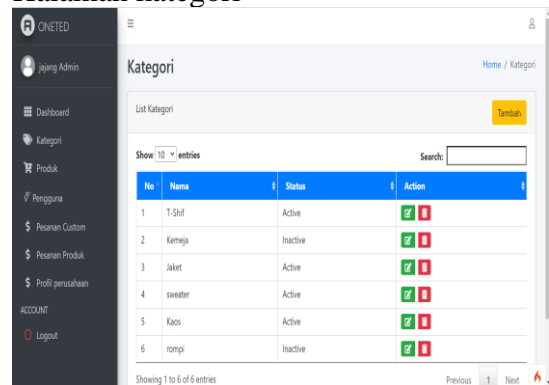 Halaman kategori
ONETED
jajang Admin
Dashboard
Kategori
Produk
Pengguna
Pesanan Custom
Pesanan Produk
Profil perusahaan
ACCOUNT
Logout
Kategori
Home / Kategori
List Kategori
Tambah
Show 10 entries
Search:
No Nama Status Action
1 T-Shif Active
2 Kemeja Inactive
3 Jaket Active
4 sweater Active
5 Kaos Active
6 rompi Inactive
Showing 1 to 6 of 6 entries
Previous 1 Next